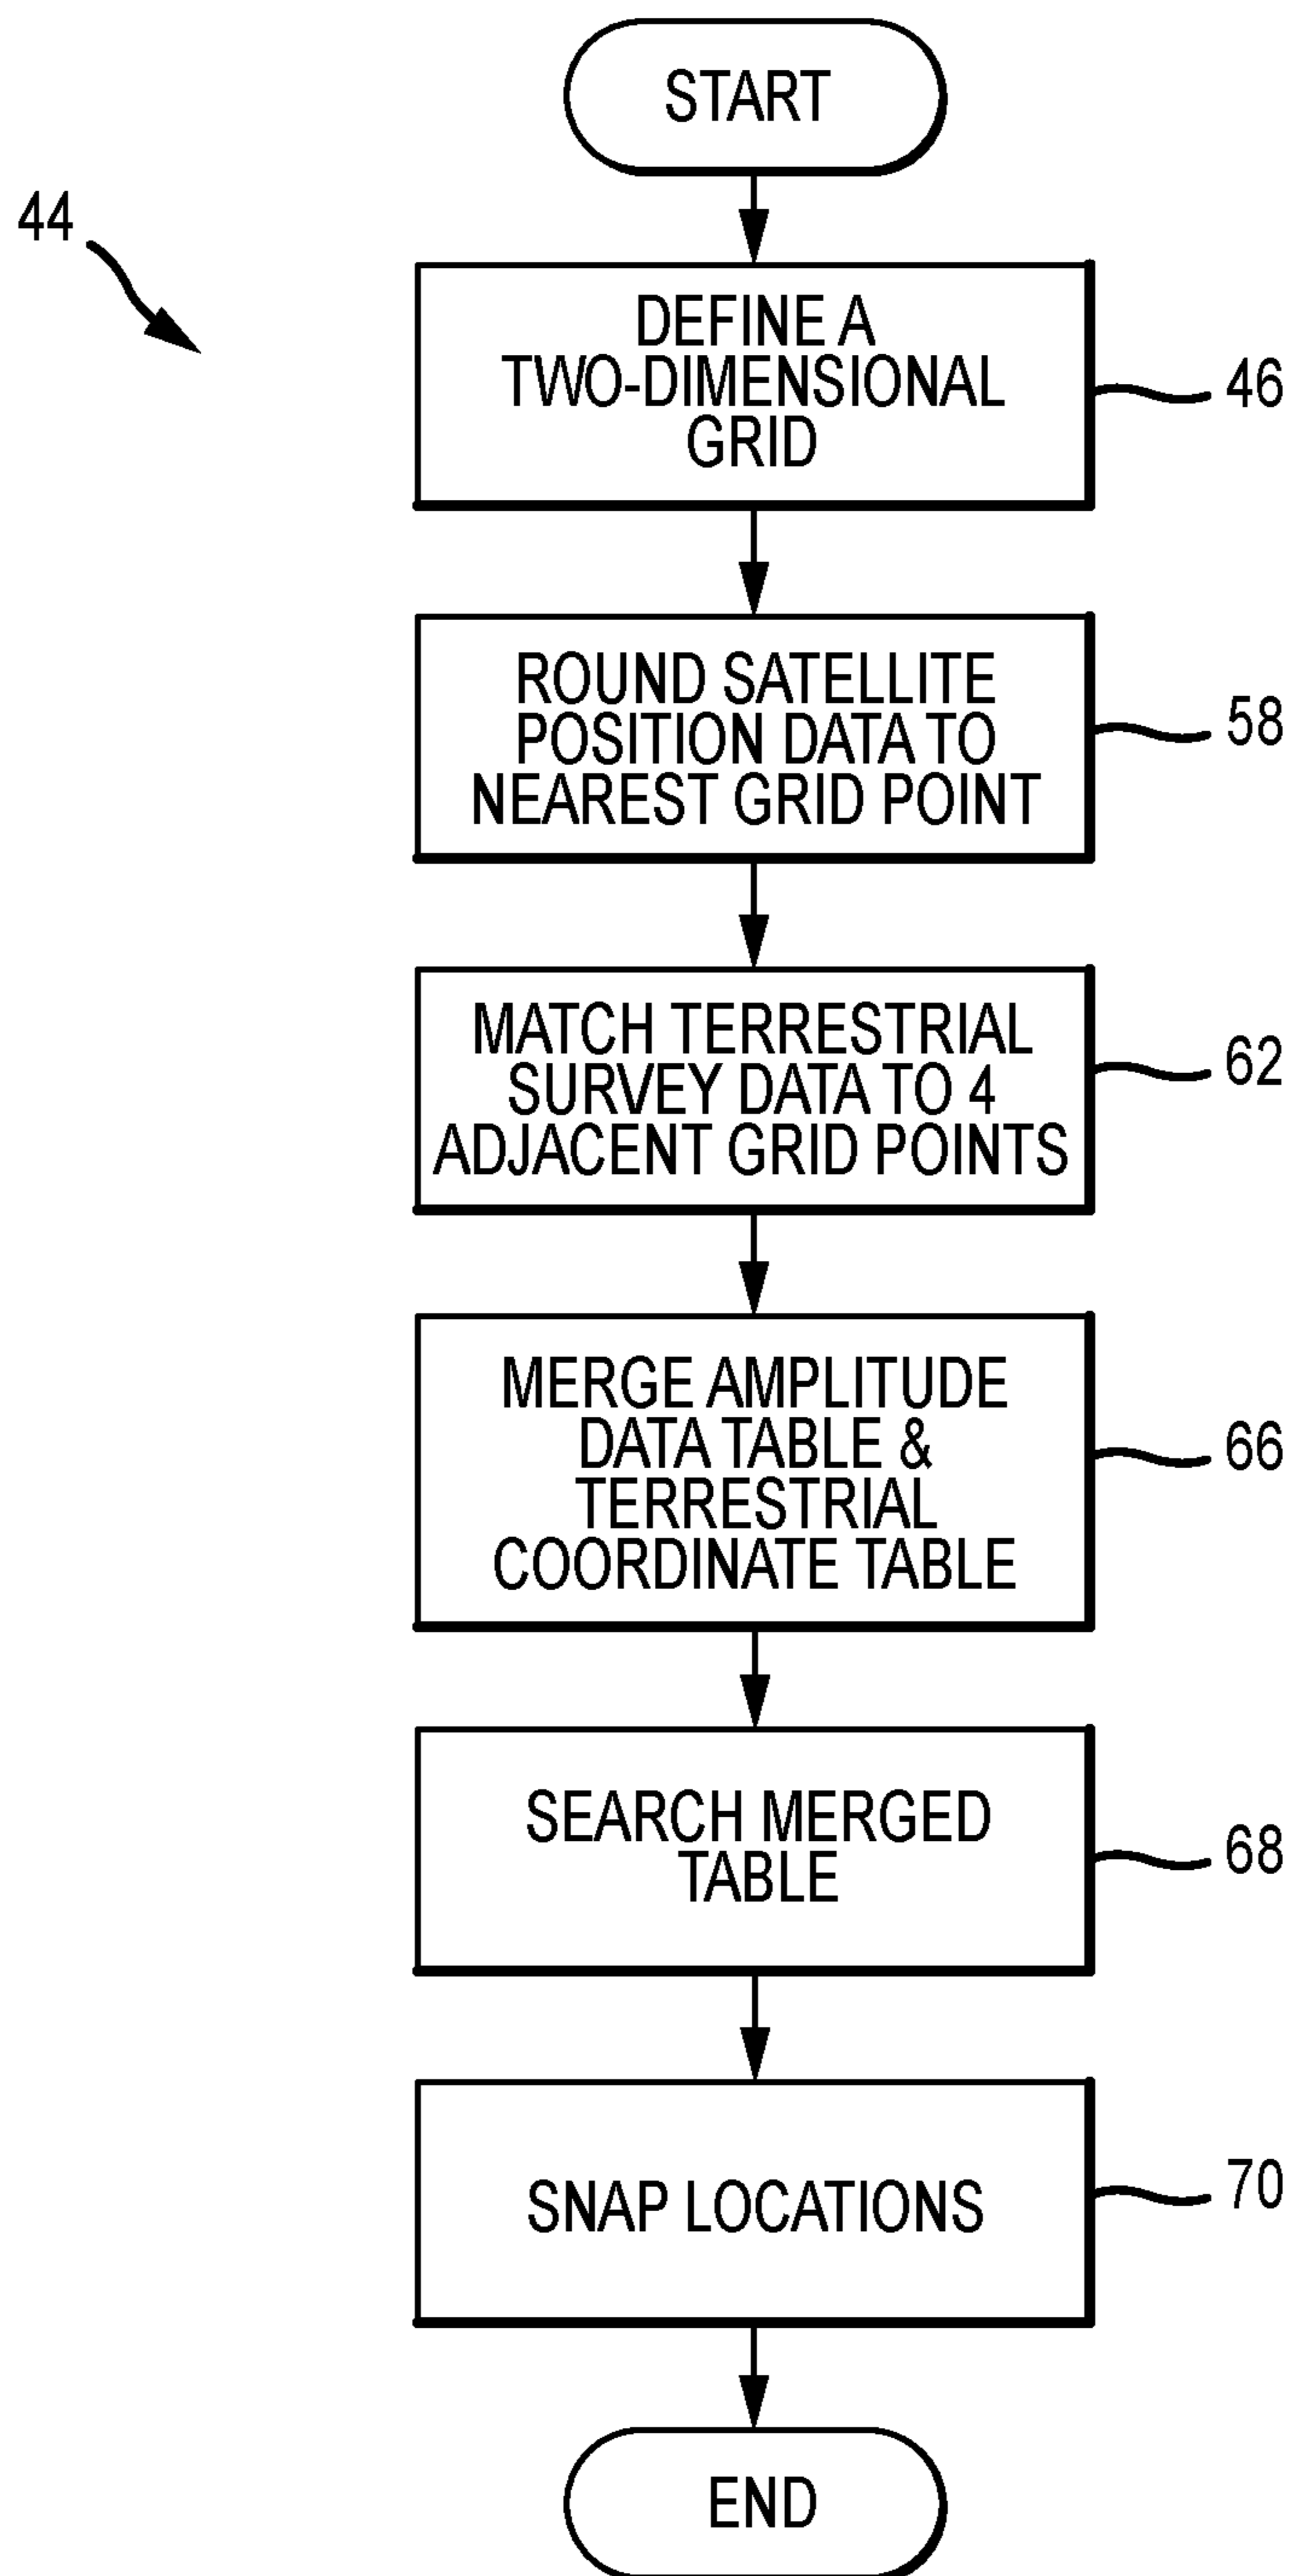 START
44
DEFINE A
TWO-DIMENSIONAL
GRID
46
ROUND SATELLITE
POSITION DATA TO
NEAREST GRID POINT
58
MATCH TERRESTRIAL
SURVEY DATA TO 4
ADJACENT GRID POINTS
62
MERGE AMPLITUDE
DATA TABLE &
TERRESTRIAL
COORDINATE TABLE
66
SEARCH MERGED
TABLE
68
SNAP LOCATIONS
70
END